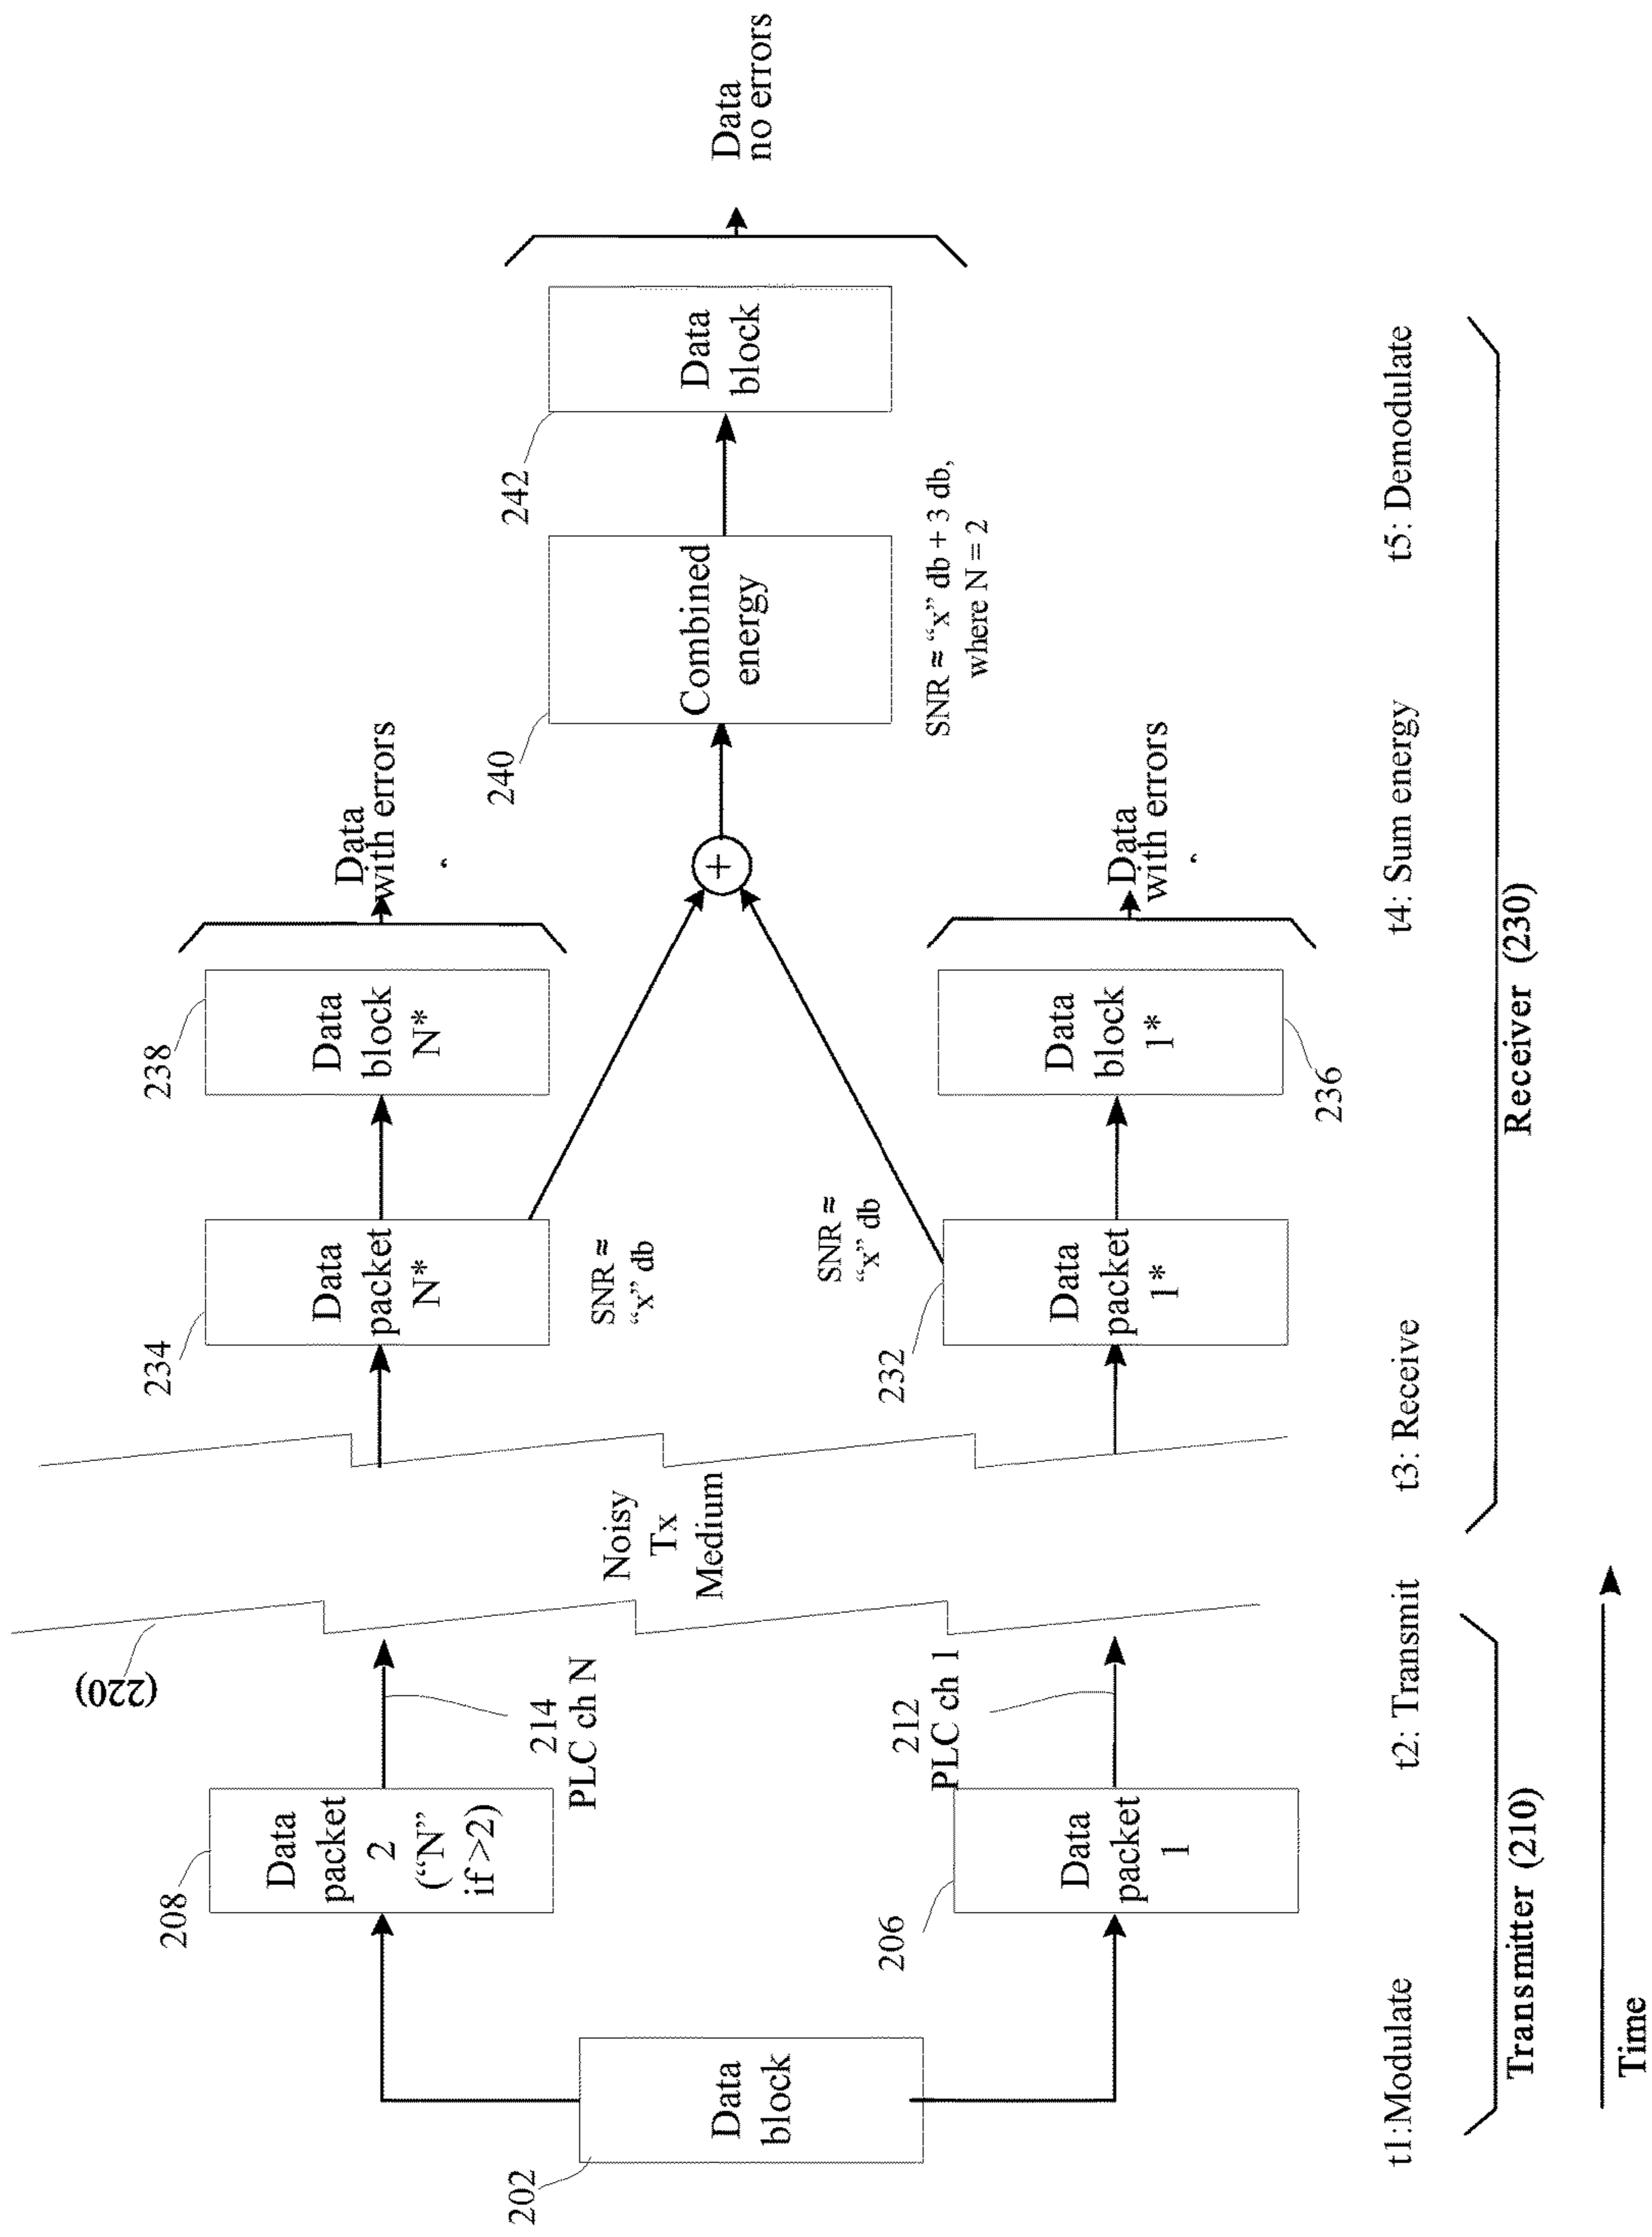 202
Data
block
208
Data
packet
2
(“N”
if >2)
206
Data
packet
1
214
PLC ch N
212
PLC ch 1
(220)
Noisy
Tx
Medium
234
Data
packet
N*
SNR ≈
“x” db
232
Data
packet
1*
SNR ≈
“x” db
238
Data
block
N*
Data
with errors
236
Data
block
1*
Data
with errors
+
240
Combined
energy
SNR ≈ “x” db + 3 db,
where N = 2
242
Data
block
Data
no errors
t1:Modulate
t2: Transmit
t3: Receive
t4: Sum energy
t5: Demodulate
Transmitter (210)
Receiver (230)
Time